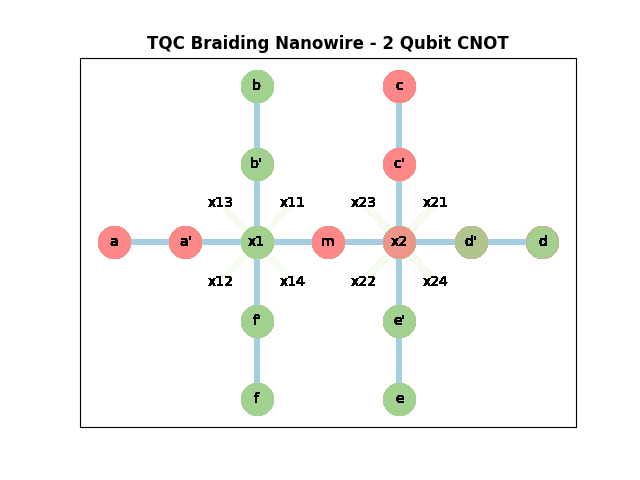 TQC Braiding Nanowire - 2 Qubit CNOT
b c
b' c'
x13 x11 x23 x21
a a' x1 m x2 d' d
x12 x14 x22 x24
f' e'
f e